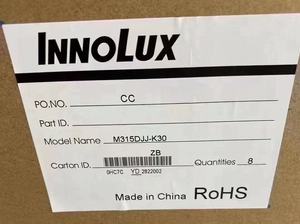 INNOLUX
PO.NO. CC
Part ID.
Model Name M315DJJ-K30
ZB
Carton ID. Quantities 8
0HC7C YD 2822002
Made in China RoHS